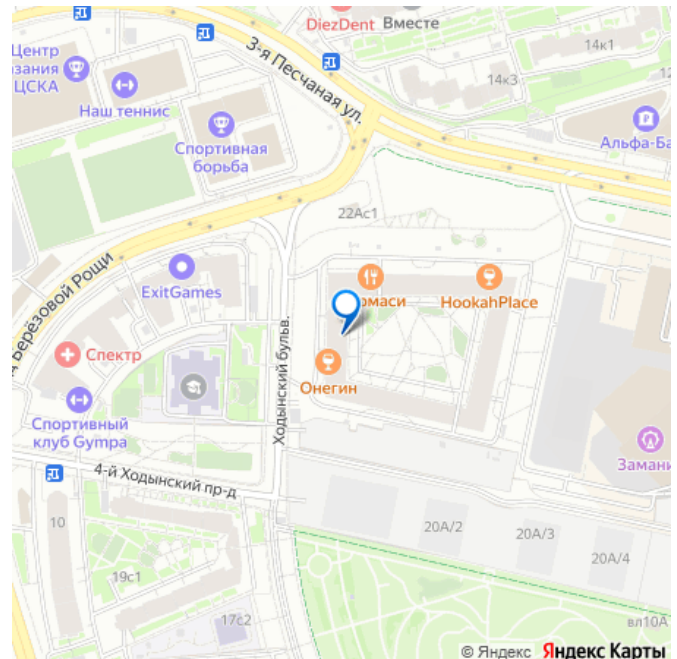 DiezDent Вместе
14к1
Центр
зания
ЦСКА
3-я Песчаная ул.
14к3
12
Наш теннис
Спортивная
борьба
Альфа-Ба
22Ас1
д Берёзовой Рощи
ExitGames
омаси
HookahPlace
Спектр
Ходынский бульв.
Онегин
Спортивный
клуб Gympa
Замани
4-й Ходынский пр-д
10
20А/2
20А/3
20А/4
19с1
17с2
вл10А
© Яндекс Яндекс Карты